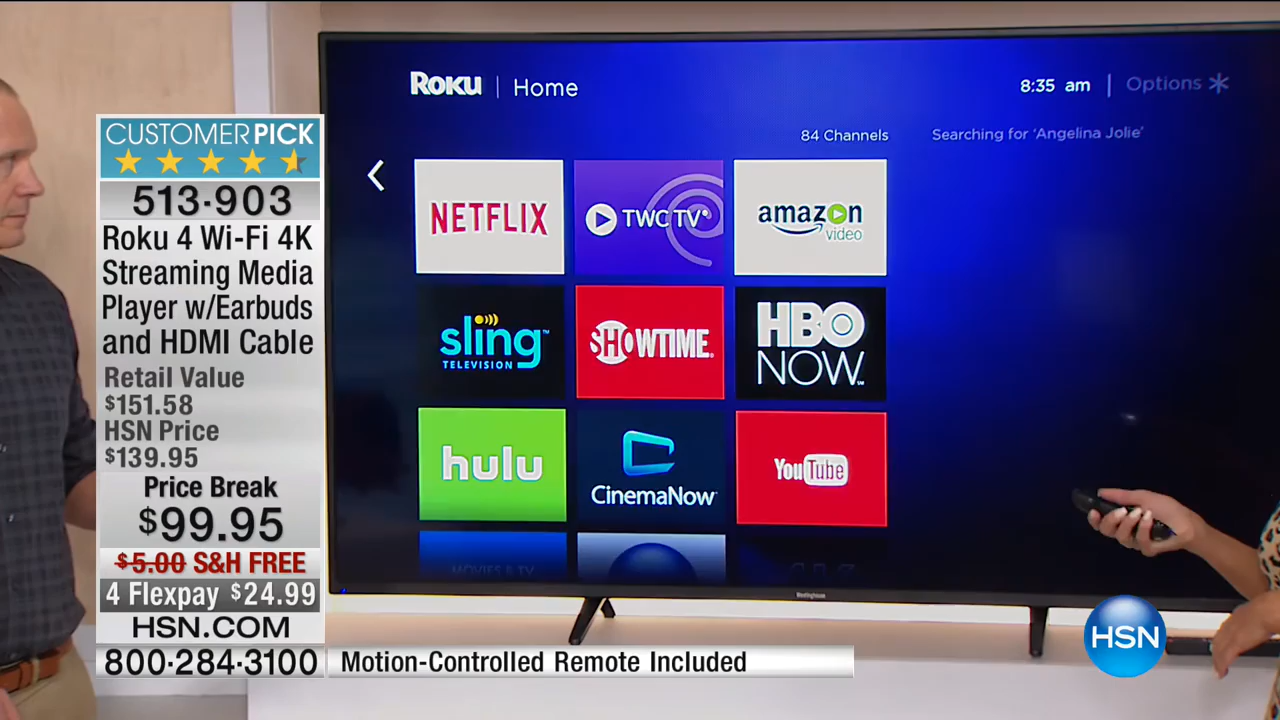 CUSTOMER PICK
513·903
Roku 4 Wi-Fi 4K
Streaming Media
Player w/Earbuds
and HDMI Cable
Retail Value
$151.58
HSN Price
$139.95
Price Break
$99.95
$5.00 S&H FREE
4 Flexpay $24.99
HSN.COM
800·284·3100
Motion-Controlled Remote Included
ROKU | Home
8:35 am | Options
84 Channels
Searching for 'Angelina Jolie'
NETFLIX
TWC TV
amazon
video
sling
TELEVISION
SHOWTIME
HBO
NOW
hulu
CinemaNow
YouTube
MOVIES & TV
Westinghouse
HSN